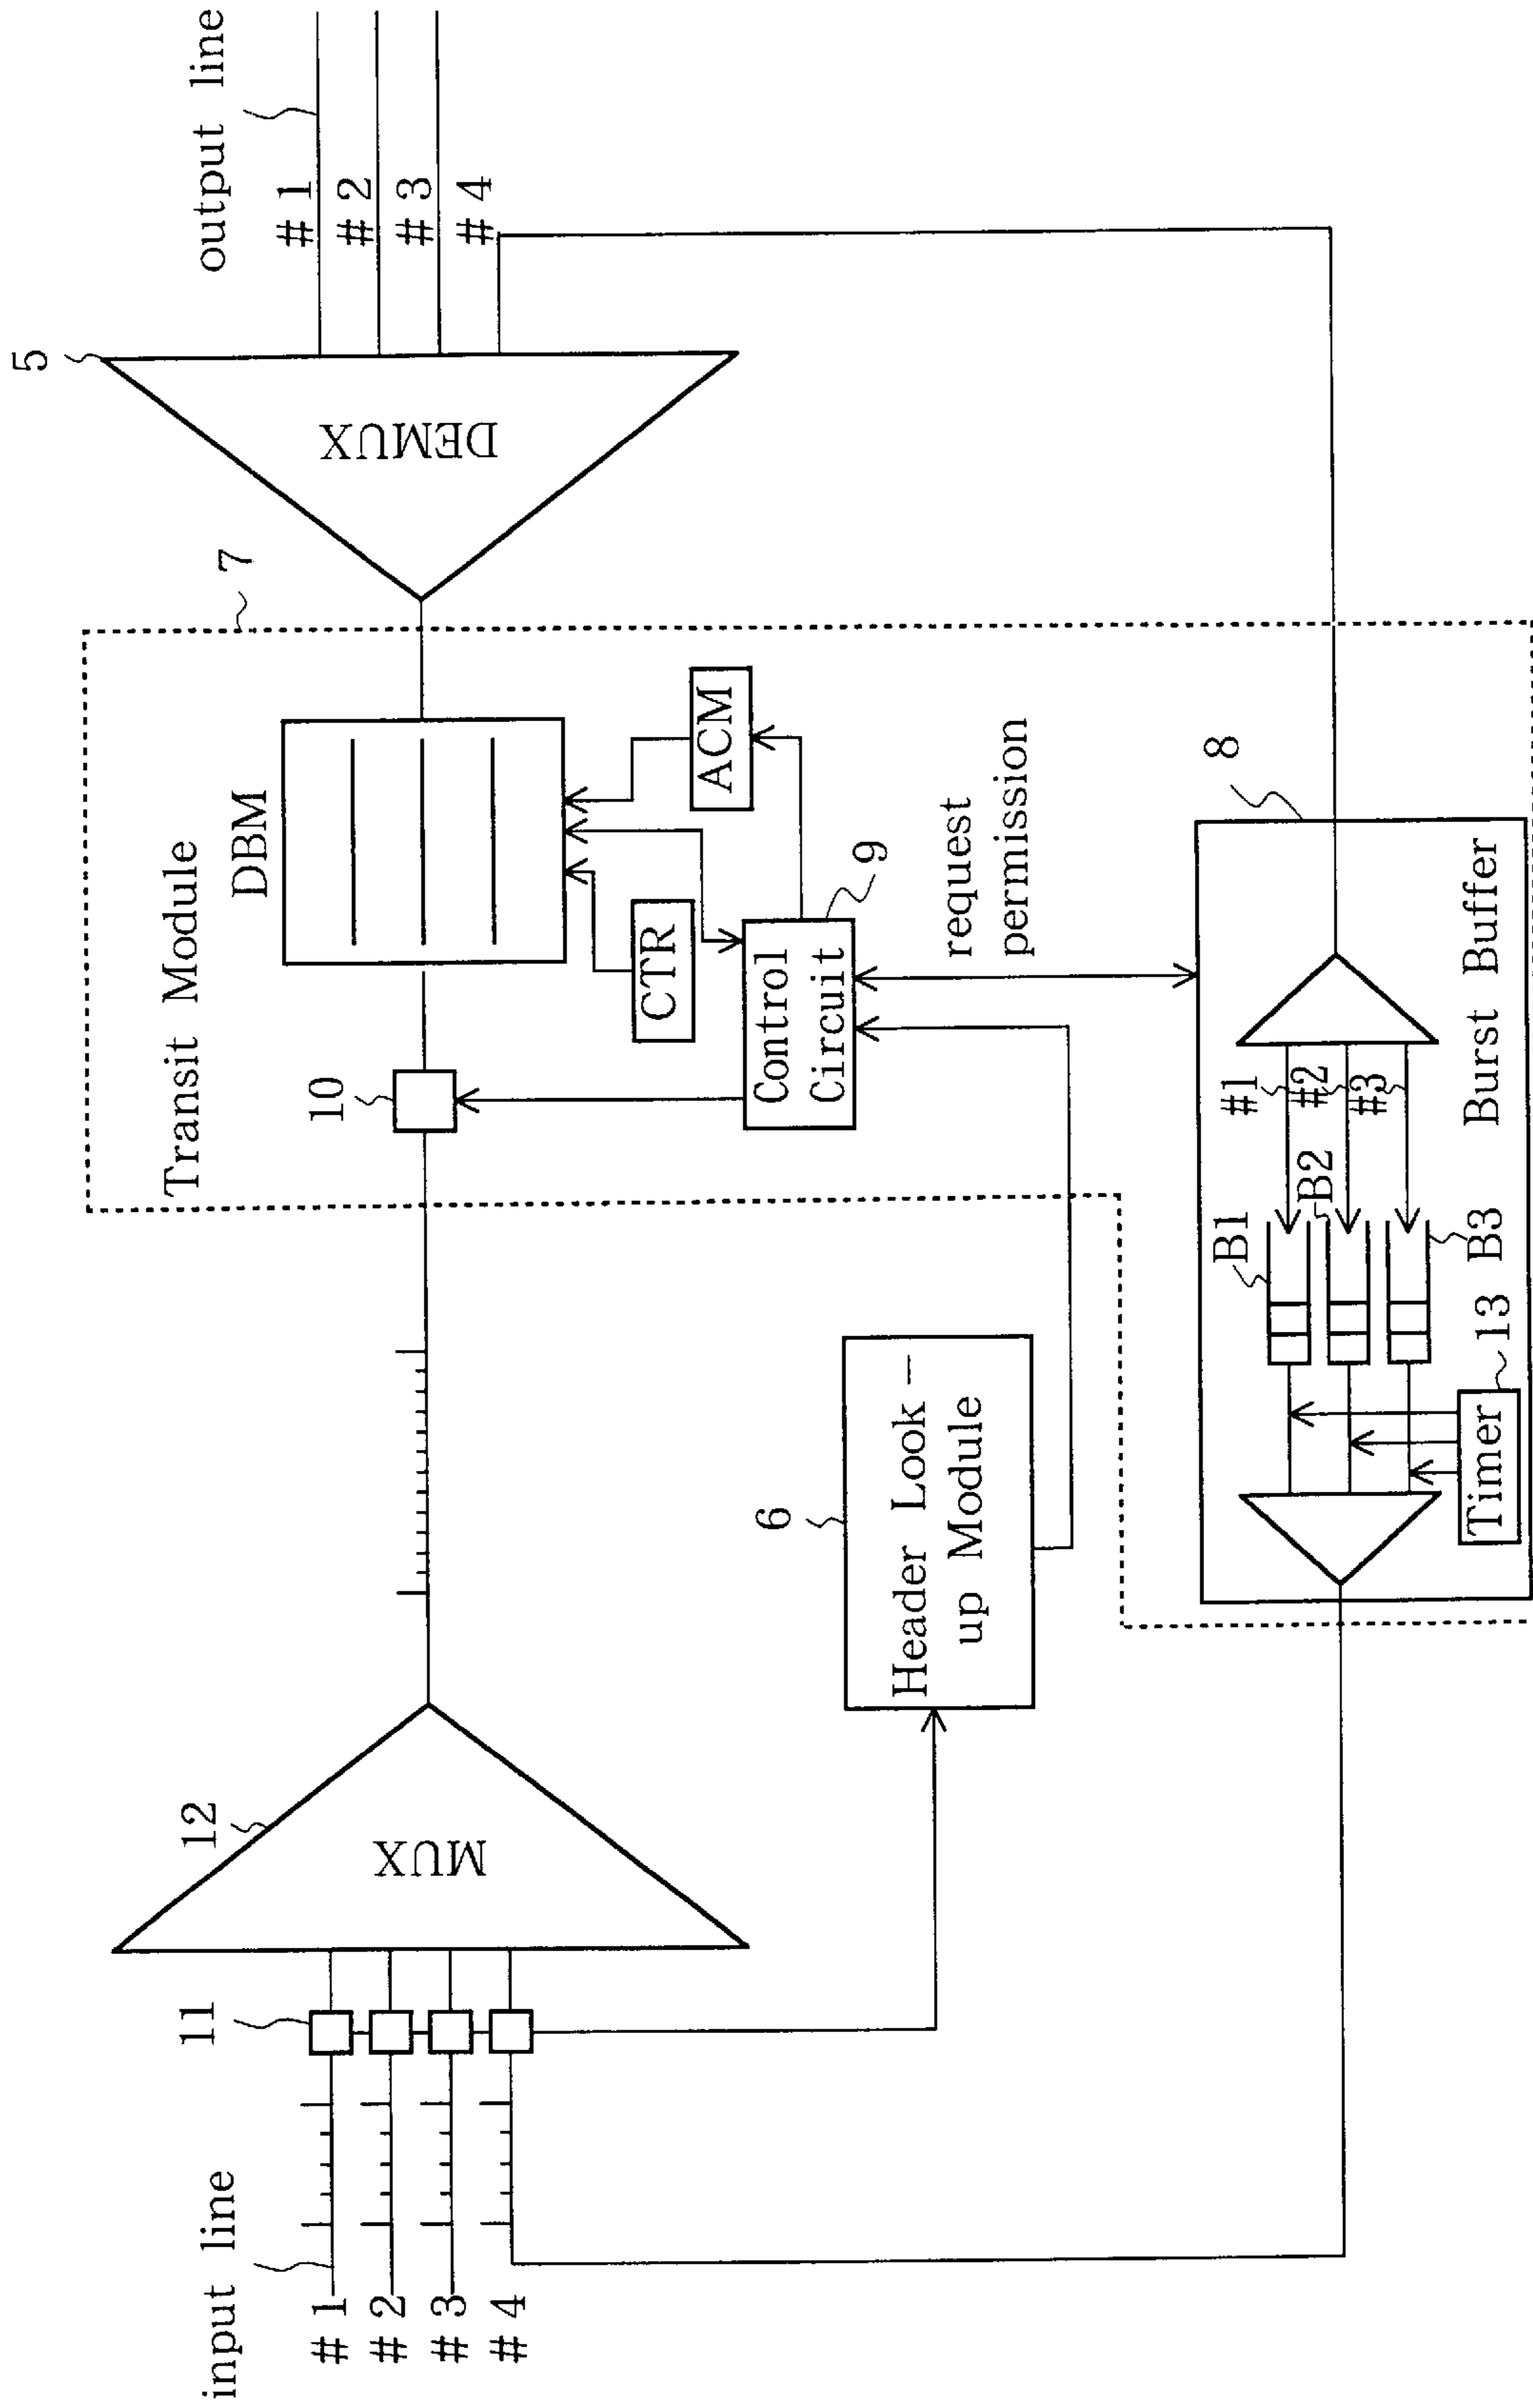 input line
# 1
# 2
# 3
# 4
11
12
MUX
6
Header Look-
up Module
Transit Module
7
10
DBM
CTR
ACM
Control
Circuit
9
request
permission
5
DEMUX
output line
# 1
# 2
# 3
# 4
8
Burst Buffer
#1
#2
#3
B1
B2
B3
13
Timer